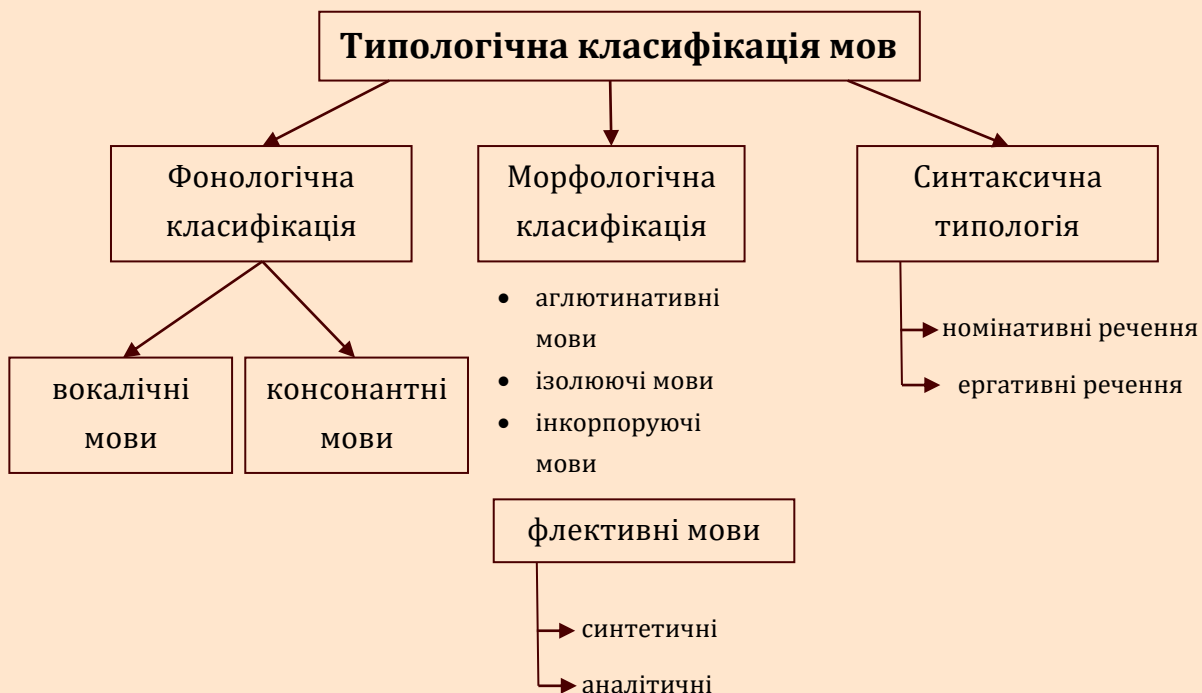 Типологічна класифікація мов
Фонологічна
класифікація
вокалічні
мови
консонантні
мови
Морфологічна
класифікація
• аглютинативні
мови
• ізолюючі мови
• інкорпоруючі
мови
флективні мови
синтетичні
аналітичні
Синтаксична
типологія
номінативні речення
ергативні речення